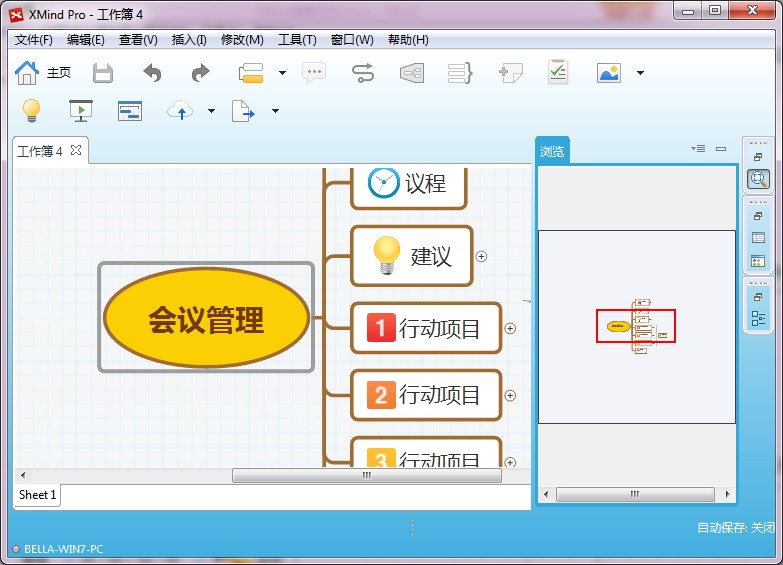 XMind Pro - 工作簿 4
文件(F) 编辑(E) 查看(V) 插入(I) 修改(M) 工具(T) 窗口(W) 帮助(H)
主页
工作簿 4
浏览
议程
建议
会议管理
1 行动项目
2 行动项目
3 行动项目
Sheet 1
自动保存: 关闭
BELLA-WIN7-PC